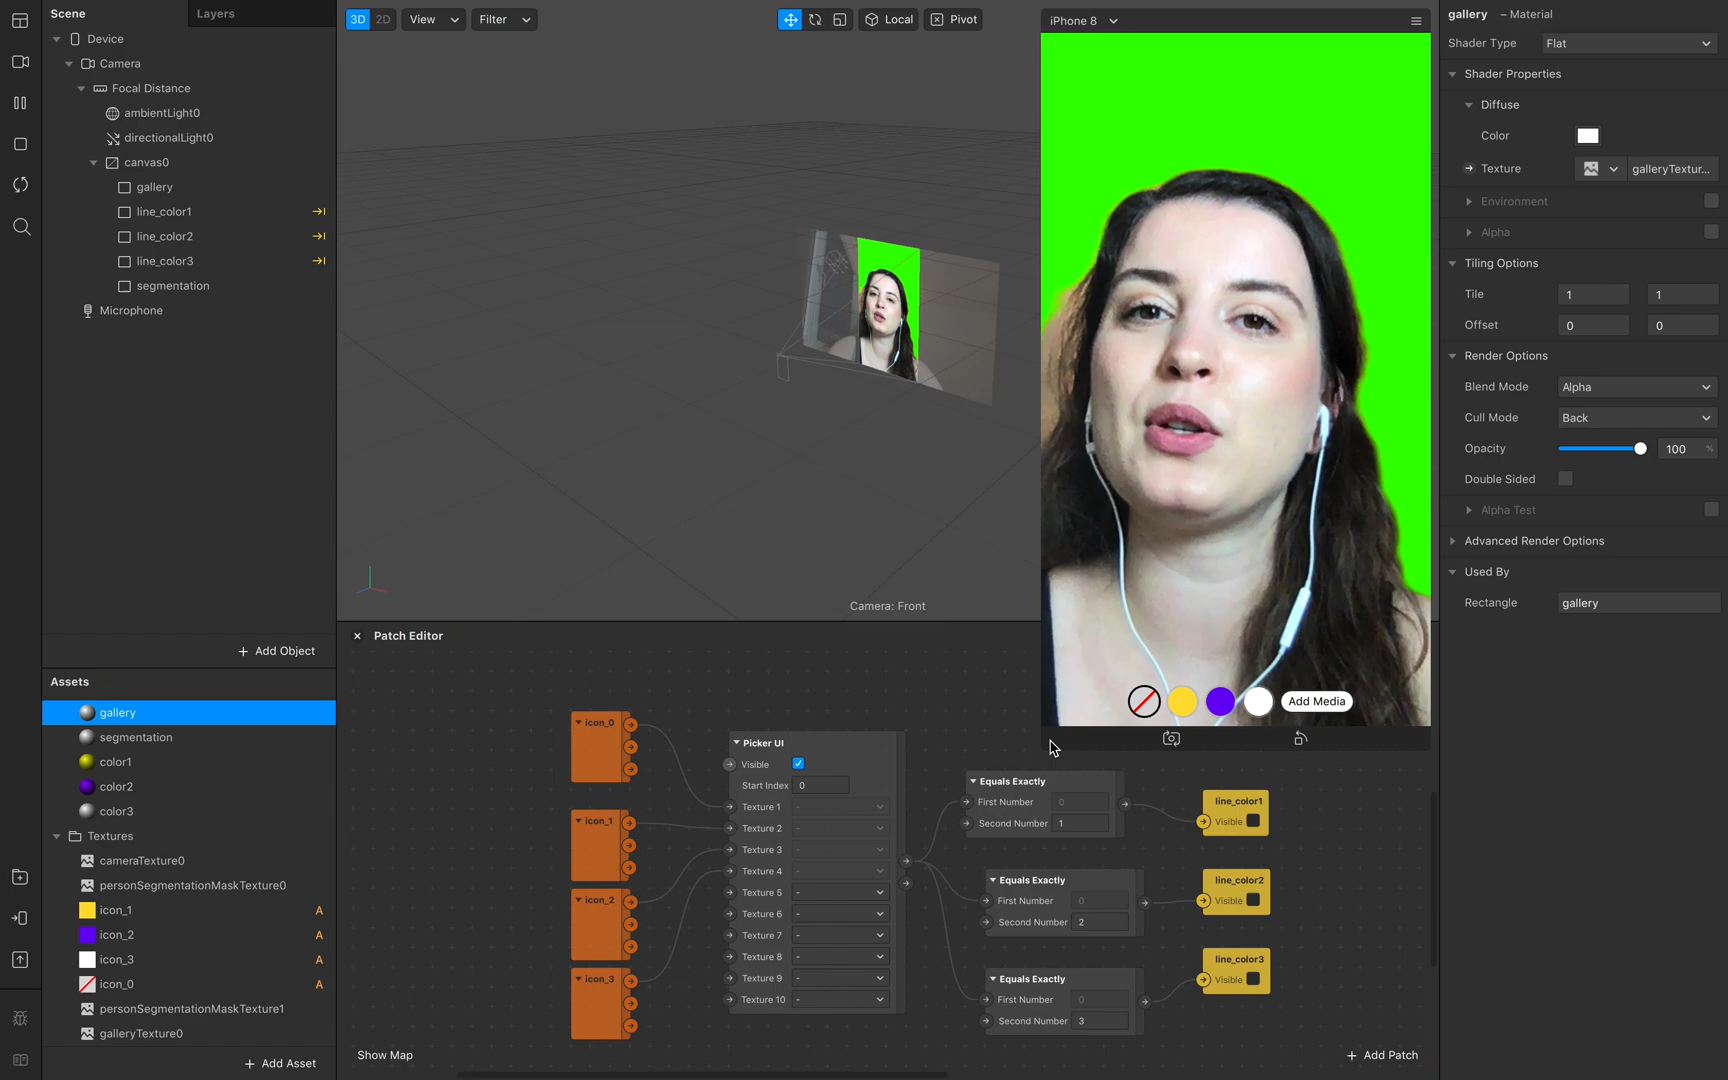 Scene
Layers
Device
Camera
Focal Distance
ambientLight0
directionalLight0
canvas0
gallery
line_color1
line_color2
line_color3
segmentation
Microphone
+ Add Object
Assets
gallery
segmentation
color1
color2
color3
Textures
cameraTexture0
personSegmentationMaskTexture0
icon_1 A
icon_2 A
icon_3 A
icon_0 A
personSegmentationMaskTexture1
galleryTexture0
+ Add Asset
3D 2D View Filter
Local Pivot
Camera: Front
iPhone 8
Add Media
× Patch Editor
icon_0
icon_1
icon_2
icon_3
Picker UI
Visible
Start Index 0
Texture 1 -
Texture 2 -
Texture 3 -
Texture 4 -
Texture 5 -
Texture 6 -
Texture 7 -
Texture 8 -
Texture 9 -
Texture 10 -
Equals Exactly
First Number 0
Second Number 1
Equals Exactly
First Number 0
Second Number 2
Equals Exactly
First Number 0
Second Number 3
line_color1
Visible
line_color2
Visible
line_color3
Visible
Show Map
+ Add Patch
gallery – Material
Shader Type Flat
Shader Properties
Diffuse
Color
Texture galleryTextur...
Environment
Alpha
Tiling Options
Tile 1 1
Offset 0 0
Render Options
Blend Mode Alpha
Cull Mode Back
Opacity 100 %
Double Sided
Alpha Test
Advanced Render Options
Used By
Rectangle gallery